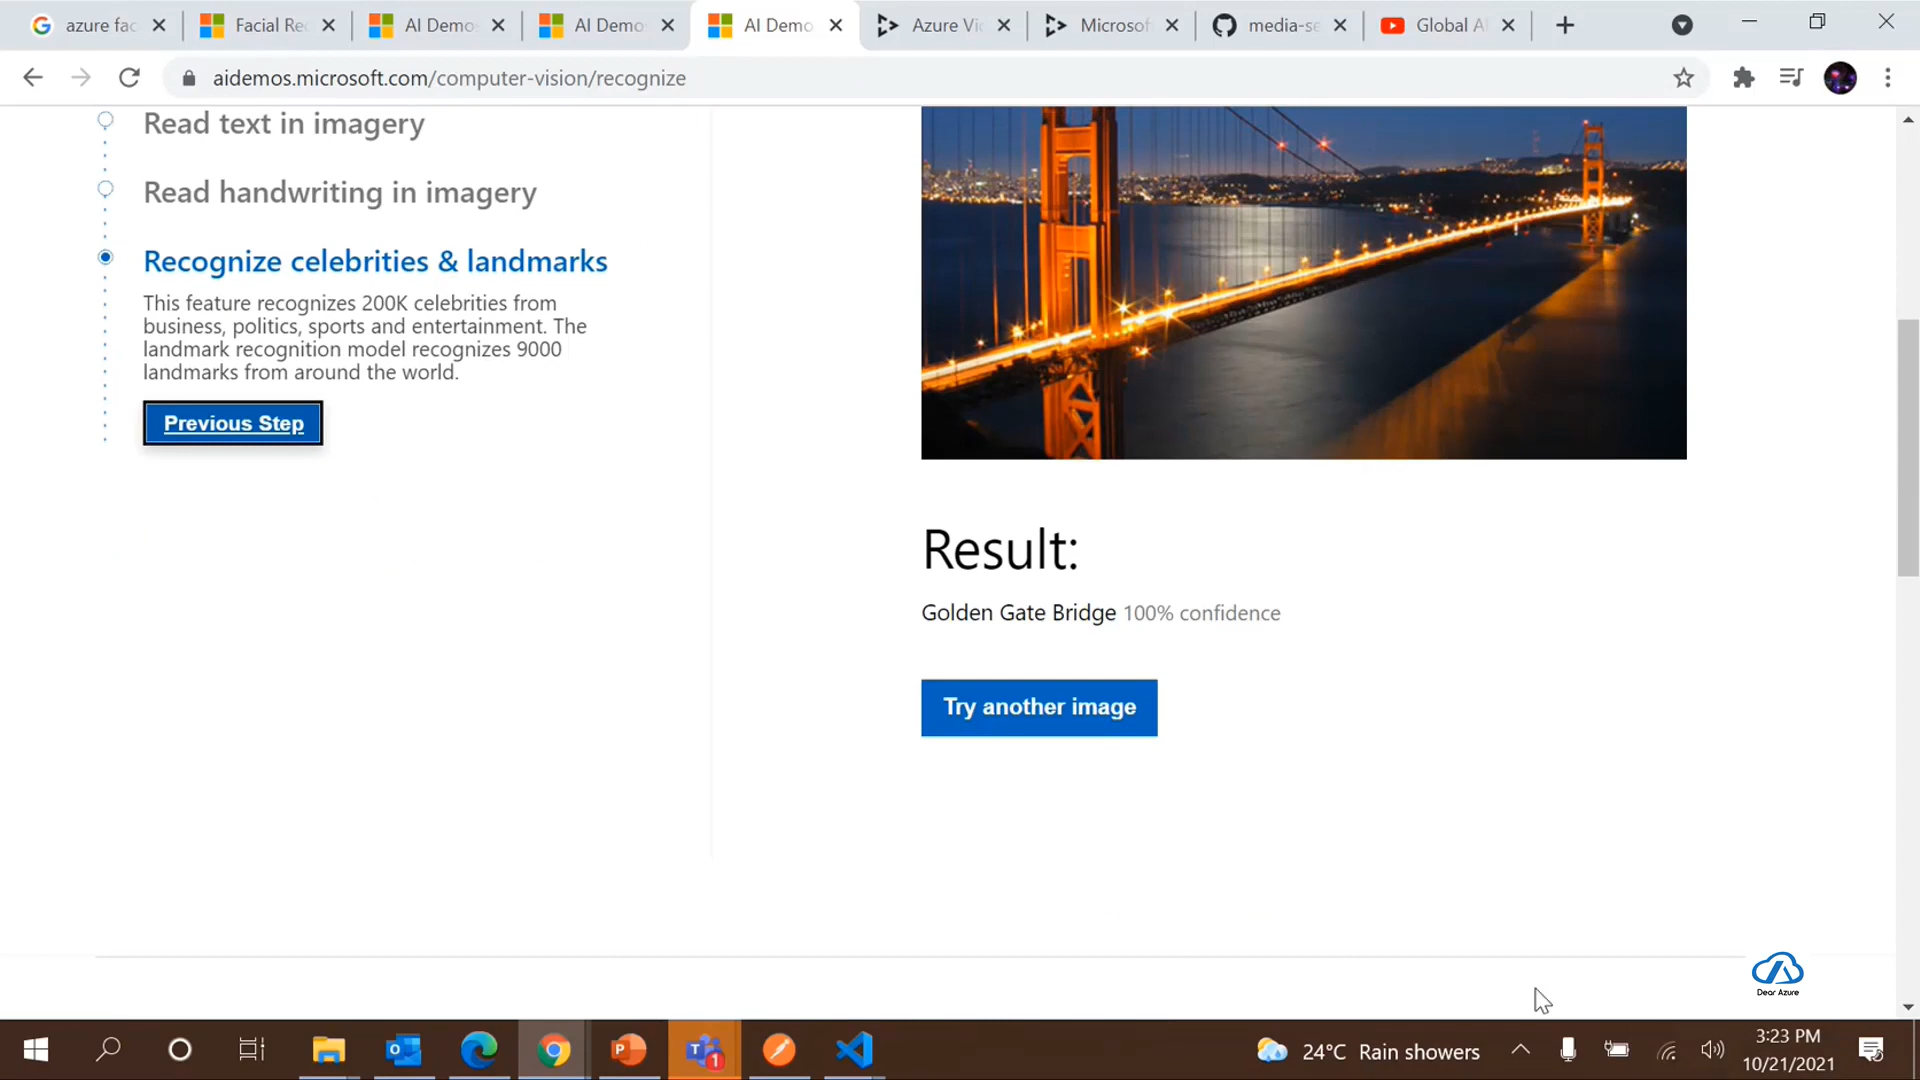 azure fac
Facial Re
AI Demo
AI Demo
AI Demo
Azure Vi
Microsof
media-se
Global A
aidemos.microsoft.com/computer-vision/recognize
Read text in imagery
Read handwriting in imagery
Recognize celebrities & landmarks
This feature recognizes 200K celebrities from
business, politics, sports and entertainment. The
landmark recognition model recognizes 9000
landmarks from around the world.
Previous Step
Result:
Golden Gate Bridge 100% confidence
Try another image
Dear Azure
24°C Rain showers
3:23 PM
10/21/2021
1